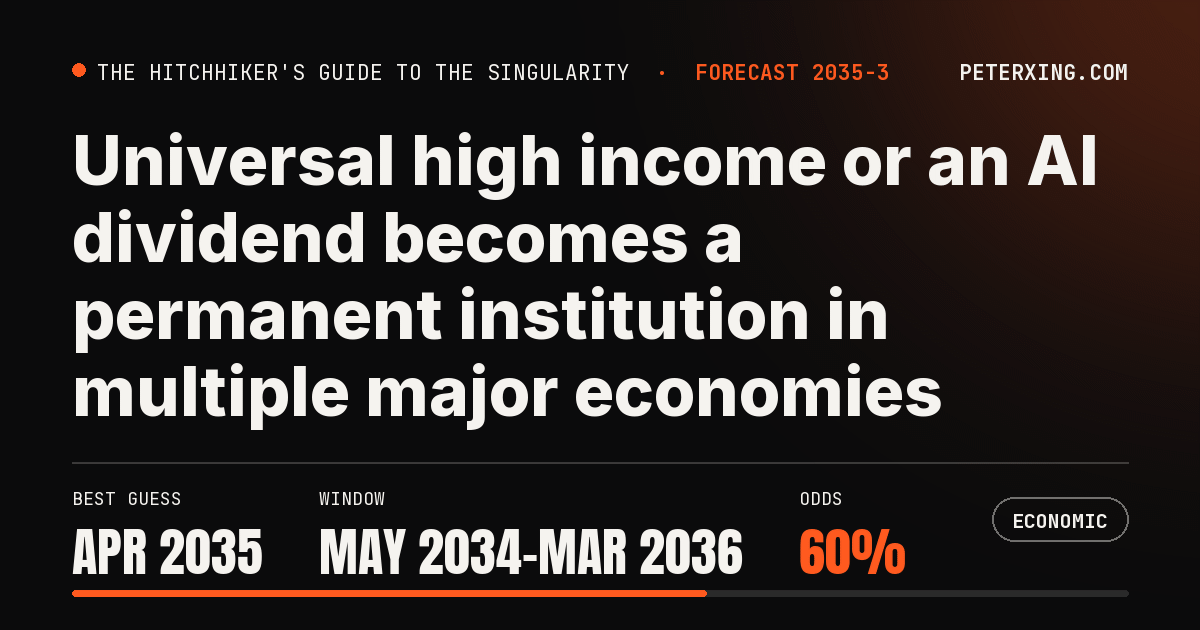 THE HITCHHIKER'S GUIDE TO THE SINGULARITY · FORECAST 2035-3 PETERXING.COM
Universal high income or an AI
dividend becomes a
permanent institution in
multiple major economies
BEST GUESS WINDOW ODDS
ECONOMIC
APR 2035 MAY 2034-MAR 2036 60%